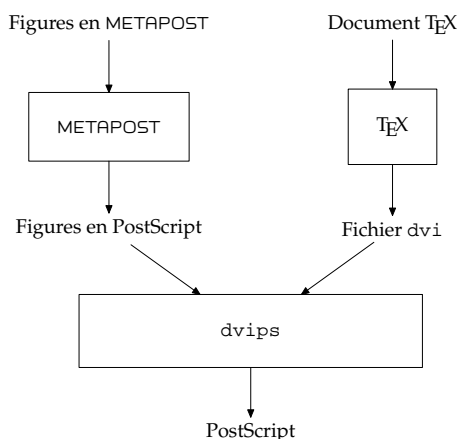 Figures en METAPOST
Document TEX
METAPOST
TEX
Figures en PostScript
Fichier dvi
dvips
PostScript